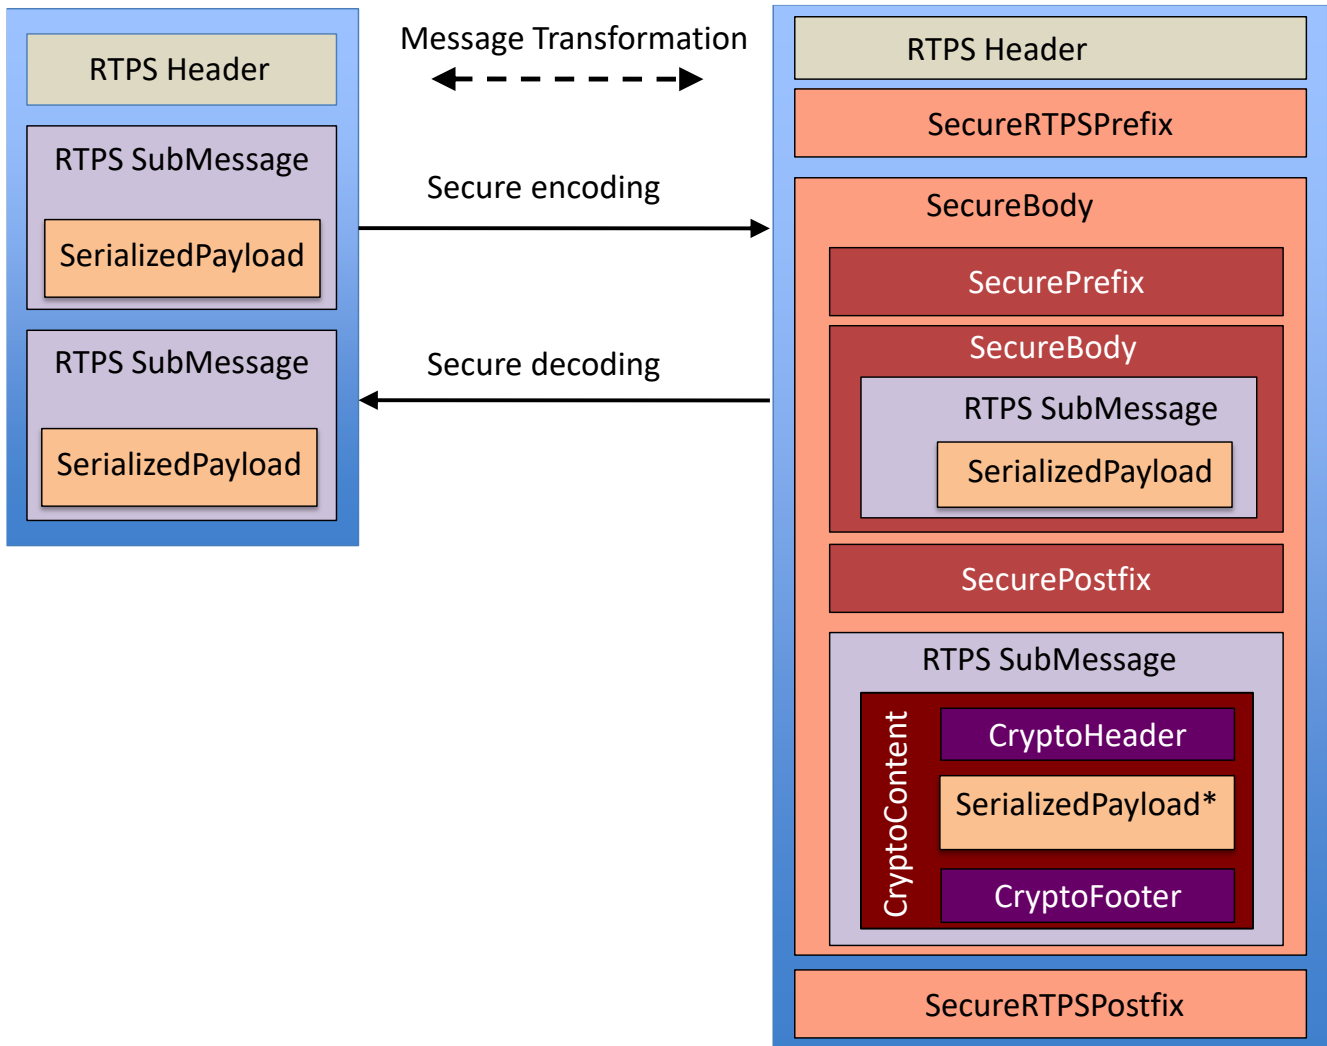 RTPS Header
RTPS SubMessage
SerializedPayload
RTPS SubMessage
SerializedPayload
Message Transformation
Secure encoding
Secure decoding
RTPS Header
SecureRTPSPrefix
SecureBody
SecurePrefix
SecureBody
RTPS SubMessage
SerializedPayload
SecurePostfix
RTPS SubMessage
CryptoContent
CryptoHeader
SerializedPayload*
CryptoFooter
SecureRTPSPostfix